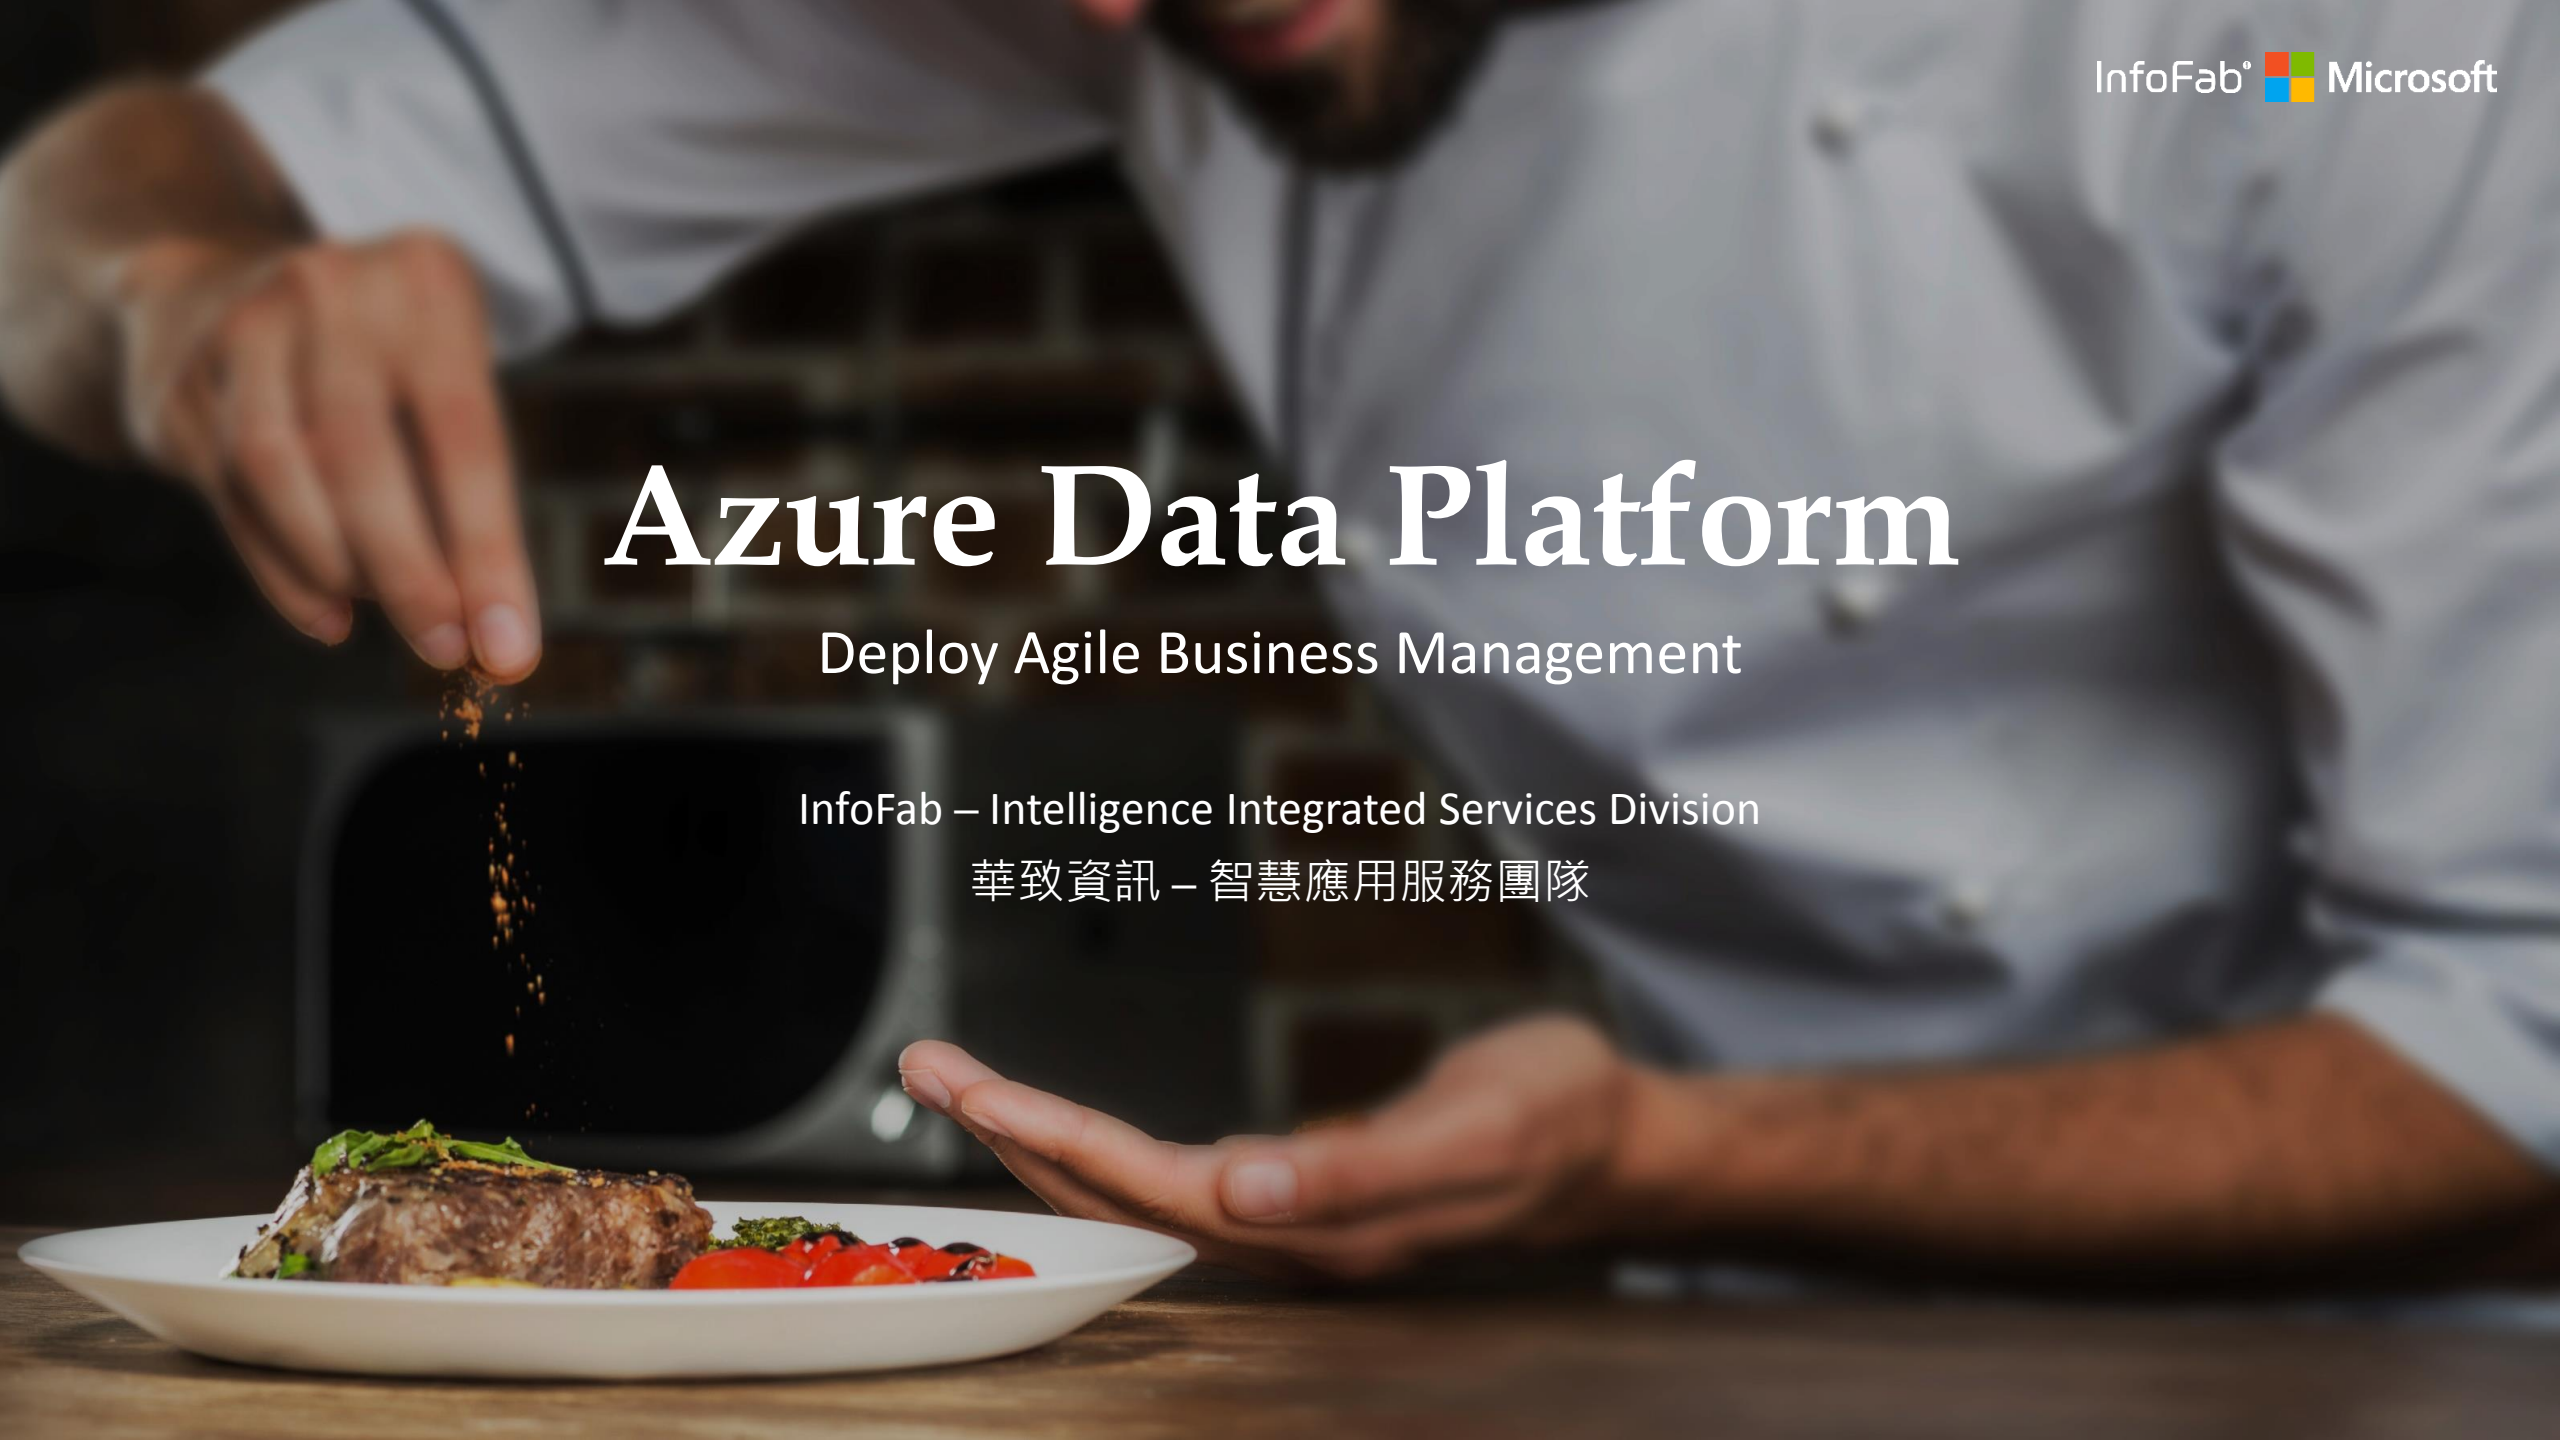 InfoFab Microsoft
Azure Data Platform
Deploy Agile Business Management
InfoFab – Intelligence Integrated Services Division
華致資訊 – 智慧應用服務團隊